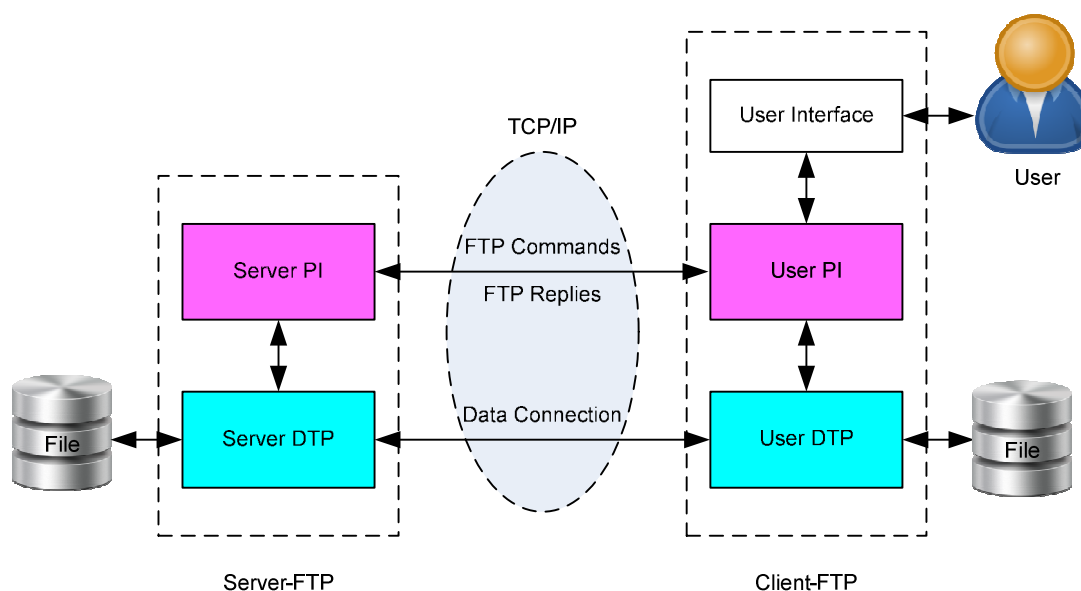 User Interface
TCP/IP
User
FTP Commands
Server PI
User PI
FTP Replies
Data Connection
File
Server DTP
User DTP
File
Server-FTP
Client-FTP